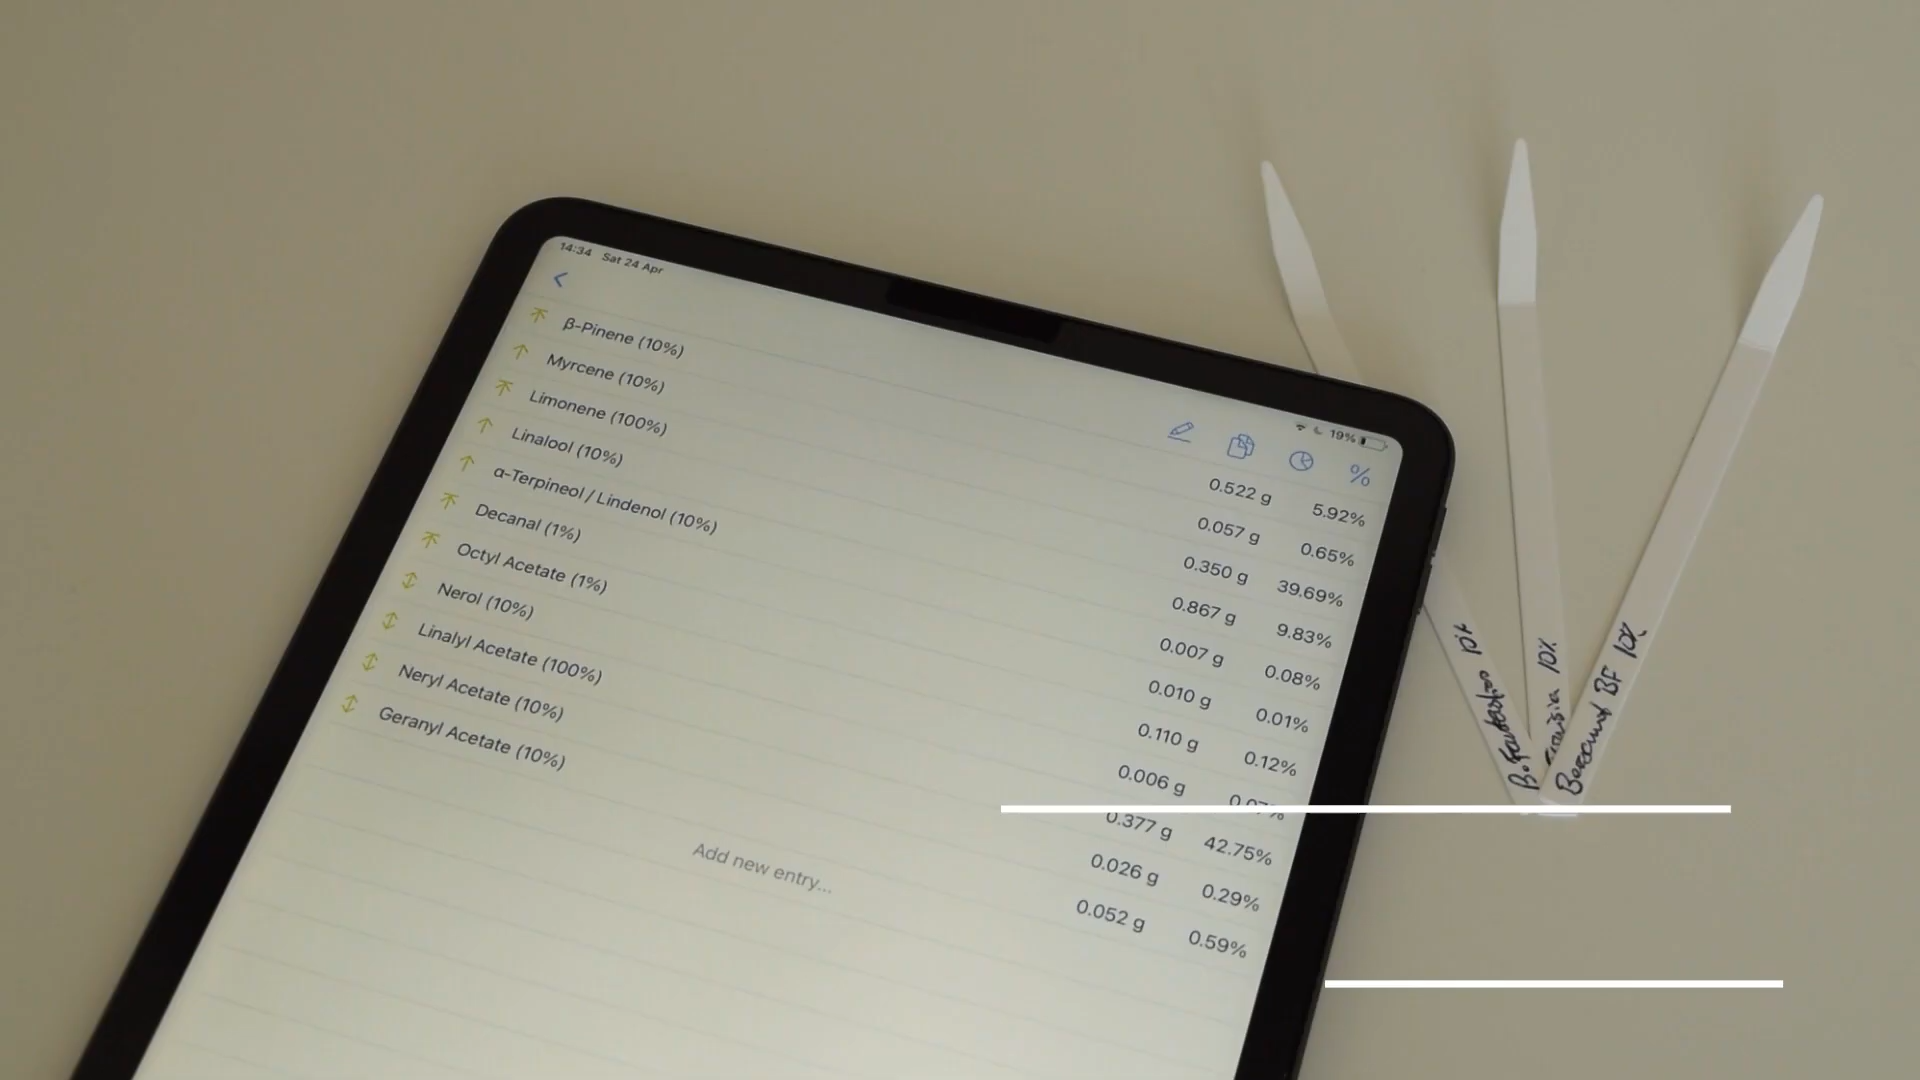 14:34 Sat 24 Apr
19%
%
β-Pinene (10%) 0.522 g 5.92%
Myrcene (10%) 0.057 g 0.65%
Limonene (100%) 0.350 g 39.69%
Linalool (10%) 0.867 g 9.83%
α-Terpineol / Lindenol (10%) 0.007 g 0.08%
Decanal (1%) 0.010 g 0.01%
Octyl Acetate (1%) 0.110 g 0.12%
Nerol (10%) 0.006 g 0.07%
Linalyl Acetate (100%) 0.377 g 42.75%
Neryl Acetate (10%) 0.026 g 0.29%
Geranyl Acetate (10%) 0.052 g 0.59%
Add new entry...
10%
10%
BF 10%